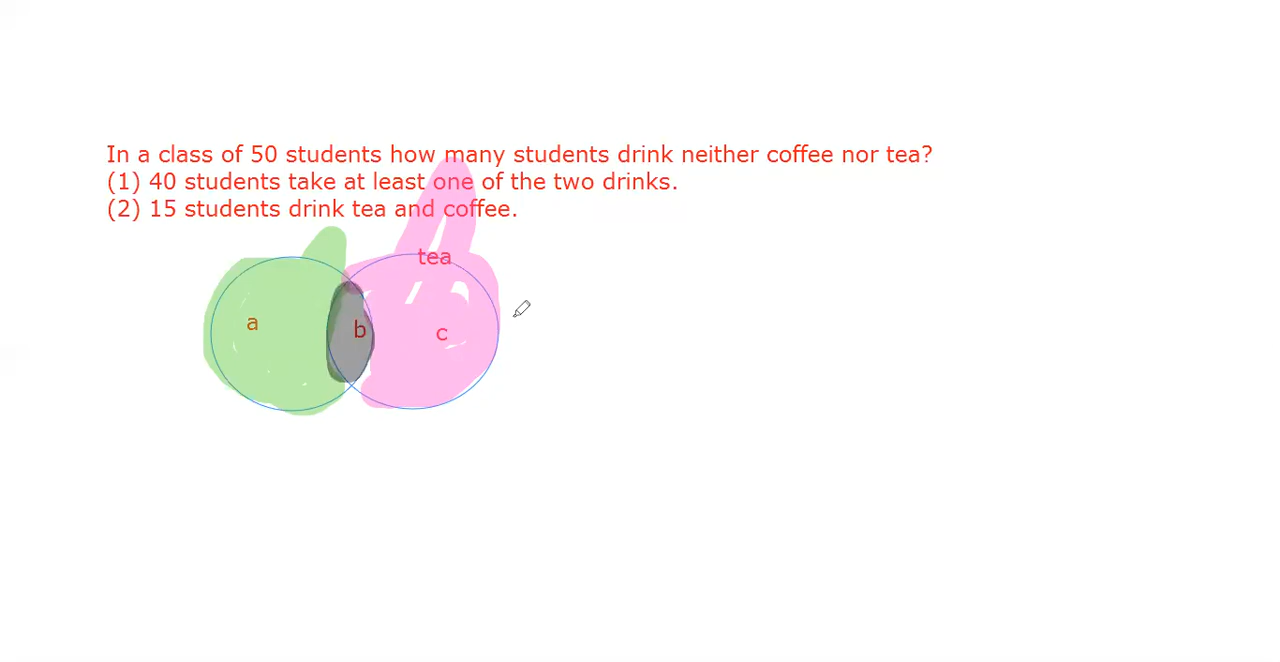 In a class of 50 students how many students drink neither coffee nor tea?
(1) 40 students take at least one of the two drinks.
(2) 15 students drink tea and coffee.
tea
a
b
c